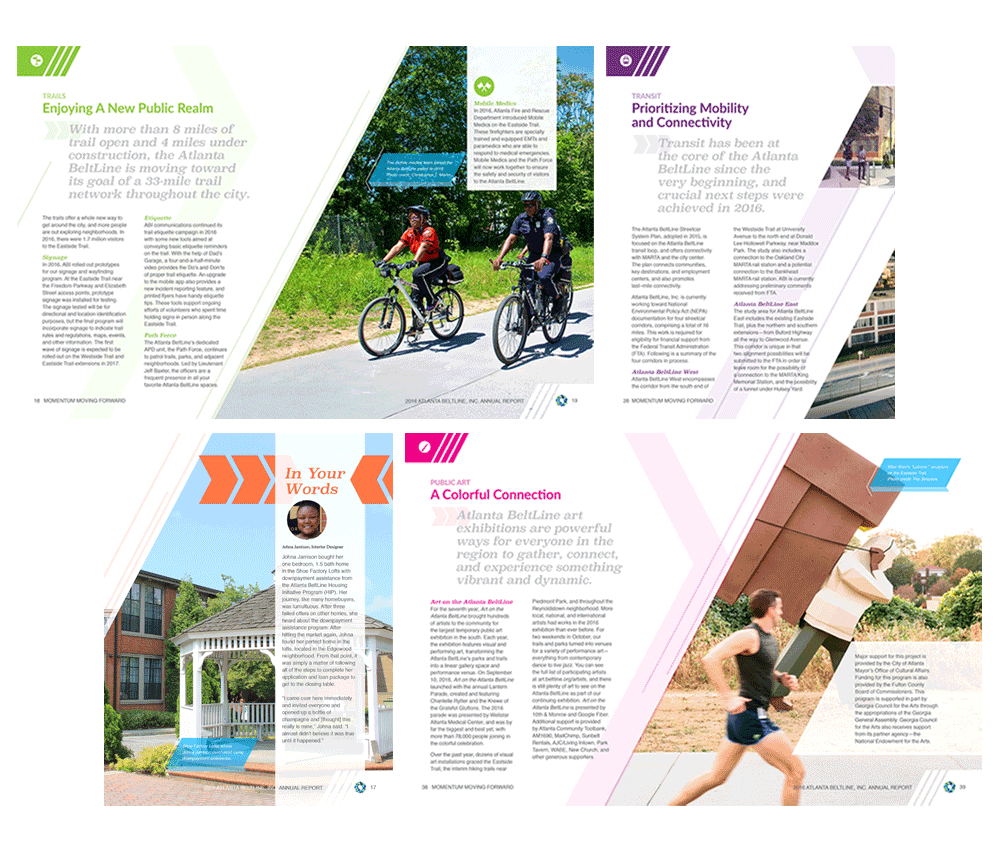 TRAILS
Enjoying A New Public Realm
With more than 8 miles of
trail open and 4 miles under
construction, the Atlanta
BeltLine is moving toward
its goal of a 33-mile trail
network throughout the city.
The trails offer a whole new way to
get around the city, and more people
are out exploring neighborhoods. In
2016, there were 1.7 million visitors
to the Eastside Trail.
Signage
In 2016, ABI rolled out prototypes
for our signage and wayfinding
program. At the Eastside Trail near
the Freedom Parkway and Elizabeth
Street access points, prototype
signage was installed for testing.
The signage tested will be for
directional and location identification
purposes, but the final program will
incorporate signage to indicate trail
rules and regulations, maps, events,
and other information. The first
wave of signage is expected to be
rolled out on the Westside Trail and
Eastside Trail extensions in 2017.
Etiquette
ABI communications continued its
trail etiquette campaign in 2016
with some new tools aimed at
conveying basic etiquette reminders
on the trail. With the help of Dad's
Garage, a four and-a-half-minute
video provides the Do's and Don'ts
of proper trail etiquette. An upgrade
to the mobile app also provides a
new incident reporting feature, and
printed flyers have handy etiquette
tips. These tools support ongoing
efforts of volunteers who spent time
holding signs in person along the
Eastside Trail.
Path Force
The Atlanta BeltLine's dedicated
APD unit, the Path Force, continues
to patrol trails, parks, and adjacent
neighborhoods. Led by Lieutenant
Jeff Baxter, the officers are a
frequent presence in all your
favorite Atlanta BeltLine spaces.
Mobile Medics
In 2016, Atlanta Fire and Rescue
Department introduced Mobile
Medics on the Eastside Trail.
These firefighters are specially
trained and equipped EMTs and
paramedics who are able to
respond to medical emergencies.
Mobile Medics and the Path Force
will now work together to ensure
the safety and security of visitors
to the Atlanta BeltLine.
18 MOMENTUM MOVING FORWARD
2016 ATLANTA BELTLINE, INC. ANNUAL REPORT
19
TRANSIT
Prioritizing Mobility
and Connectivity
Transit has been at
the core of the Atlanta
BeltLine since the
very beginning, and
crucial next steps were
achieved in 2016.
The Atlanta BeltLine Streetcar
System Plan, adopted in 2015, is
focused on the Atlanta BeltLine
transit loop, and offers connectivity
with MARTA and the city center.
The plan connects communities,
key destinations, and employment
centers, and also promotes
last-mile connectivity.
Atlanta BeltLine, Inc. is currently
working toward National
Environmental Policy Act (NEPA)
documentation for four streetcar
corridors, comprising a total of 16
miles. This work is required for
eligibility for financial support from
the Federal Transit Administration
(FTA). Following is a summary of the
four corridors in process.
Atlanta BeltLine West
Atlanta BeltLine West encompasses
the corridor from the south end of
the Westside Trail at University
Avenue to the north end at Donald
Lee Hollowell Parkway, near Maddox
Park. The study also includes a
connection to the Oakland City
MARTA rail station and a potential
connection to the Bankhead
MARTA rail station. ABI is currently
addressing preliminary comments
received from FTA.
Atlanta BeltLine East
The study area for Atlanta BeltLine
East includes the existing Eastside
Trail, plus the northern and southern
extensions—from Buford Highway
all the way to Glenwood Avenue.
This corridor is unique in that
two alignment possibilities will be
submitted to the FTA in order to
leave room for the possibility of
a connection to the MARTA/King
Memorial Station, and the possibility
of a tunnel under Hulsey Yard.
MOMENTUM MOVING FORWARD
In Your
Words
Johna Jamison, Interior Designer
Johna Jamison bought her
one bedroom, 1.5 bath home
in the Shoe Factory Lofts with
downpayment assistance from
the Atlanta BeltLine Housing
Initiative Program (HIP). Her
journey, like many homebuyers,
was tumultuous. After three
failed offers on other homes, she
heard about the downpayment
assistance program. After
hitting the market again, Johna
found her perfect home in the
lofts, located in the Edgewood
neighborhood. From that point, it
was simply a matter of following
all of the steps to complete her
application and loan package to
get to the closing table.
"I came over here immediately
and invited everyone and
opened up a bottle of
champagne and [thought] this
really is mine," Johna said. "I
almost didn't believe it was true
until it happened."
ANNUAL REPORT
17
PUBLIC ART
A Colorful Connection
Atlanta BeltLine art
exhibitions are powerful
ways for everyone in the
region to gather, connect,
and experience something
vibrant and dynamic.
Art on the Atlanta BeltLine
For the seventh year, Art on the
Atlanta BeltLine brought hundreds
of artists to the community for
the largest temporary public art
exhibition in the south. Each year,
the exhibition features visual and
performing art, transforming the
Atlanta BeltLine's parks and trails
into a linear gallery space and
performance venue. On September
10, 2016, Art on the Atlanta BeltLine
launched with the annual Lantern
Parade, created and featuring
Chantelle Rytter and the Krewe of
the Grateful Gluttons. The 2016
parade was presented by Wellstar
Atlanta Medical Center, and was by
far the biggest and best yet, with
more than 78,000 people joining in
the colorful celebration.
Over the past year, dozens of visual
art installations graced the Eastside
Trail, the interim hiking trails near
Piedmont Park, and throughout the
Reynoldstown neighborhood. More
local, national, and international
artists had works in the 2016
exhibition than ever before. For
two weekends in October, our
trails and parks turned into venues
for a variety of performance art—
everything from contemporary
dance to live jazz. You can see
the full list of participating artists
at art.beltline.org/artists, and there
is still plenty of art to see as part of our
continuing exhibition. Art on the
Atlanta BeltLine is presented by
10th & Monroe and Google Fiber.
Additional support is provided
by Atlanta Community Toolbank,
AM1690, MailChimp, Sunbelt
Rentals, AJC/Living Intown, Park
Tavern, WABE, New Church, and
other generous supporters.
Major support for this project is
provided by the City of Atlanta
Mayor's Office of Cultural Affairs.
Funding for this program is also
provided by the Fulton County
Board of Commissioners. This
program is supported in part by
Georgia Council for the Arts through
the appropriations of the Georgia
General Assembly. Georgia Council
for the Arts also receives support
from its partner agency—the
National Endowment for the Arts.
38 MOMENTUM MOVING FORWARD
2016 ATLANTA BELTLINE, INC. ANNUAL REPORT
39